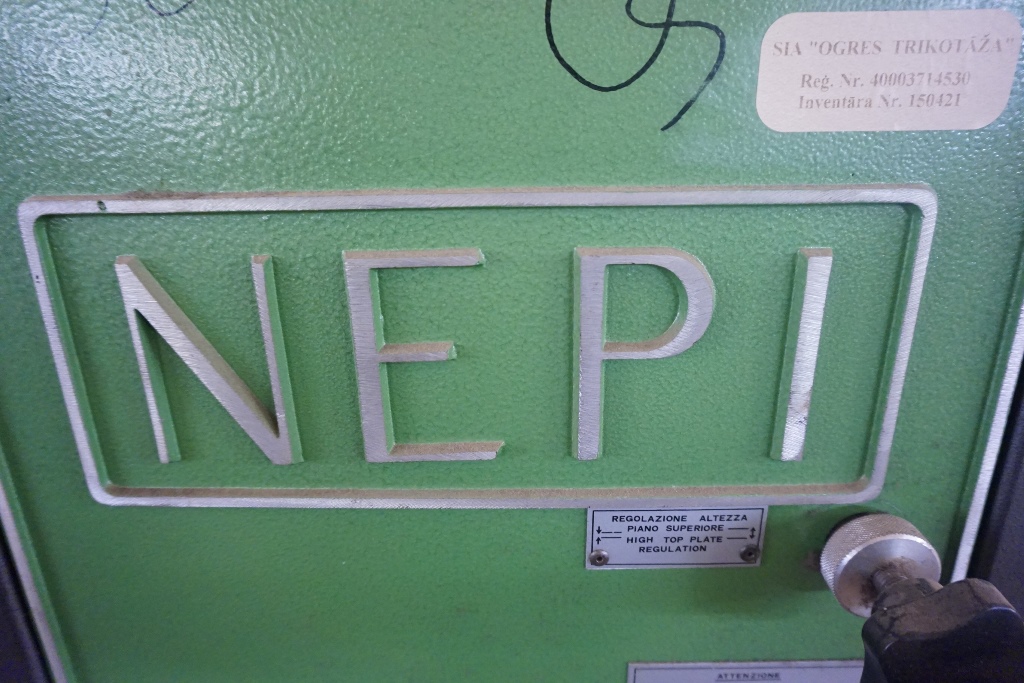 SIA "OGRES TRIKOTĀŽA"
Reģ. Nr. 40003714530
Inventāra Nr. 150421
NEPI
REGOLAZIONE ALTEZZA
PIANO SUPERIORE
HIGH TOP PLATE
REGULATION
ATTENZIONE